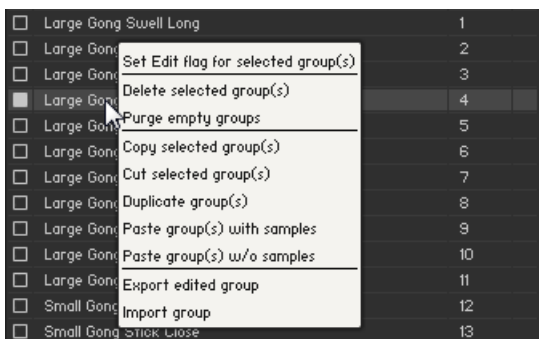 Large Gong Swell Long 1
Large Gong 2
Set Edit flag for selected group(s)
Large Gong 3
Delete selected group(s)
Large Gong 4
Purge empty groups
Large Gong 5
Copy selected group(s)
Large Gong 6
Cut selected group(s)
Large Gong 7
Duplicate group(s)
Large Gong 8
Paste group(s) with samples
Large Gong 9
Paste group(s) w/o samples
Large Gong 10
Export edited group
Large Gong 11
Import group
Small Gong 12
Small Gong Stick Close 13